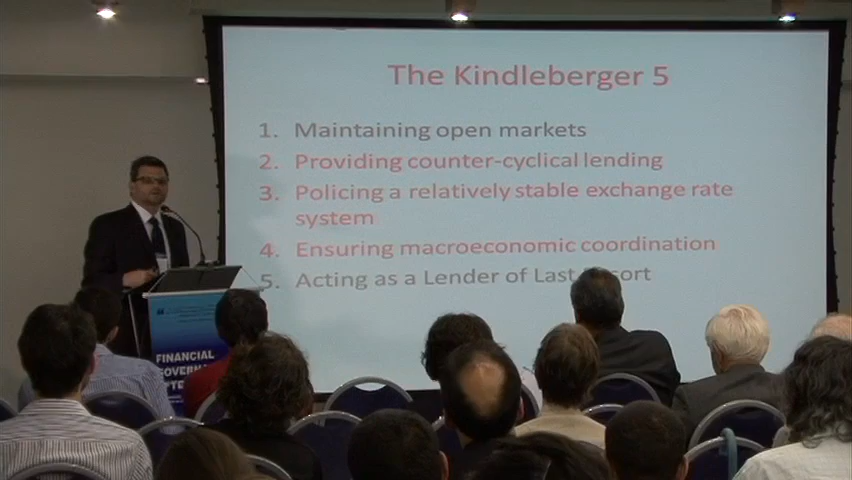 The Kindleberger 5
1. Maintaining open markets
2. Providing counter-cyclical lending
3. Policing a relatively stable exchange rate
system
4. Ensuring macroeconomic coordination
5. Acting as a Lender of Last
FINANCIAL